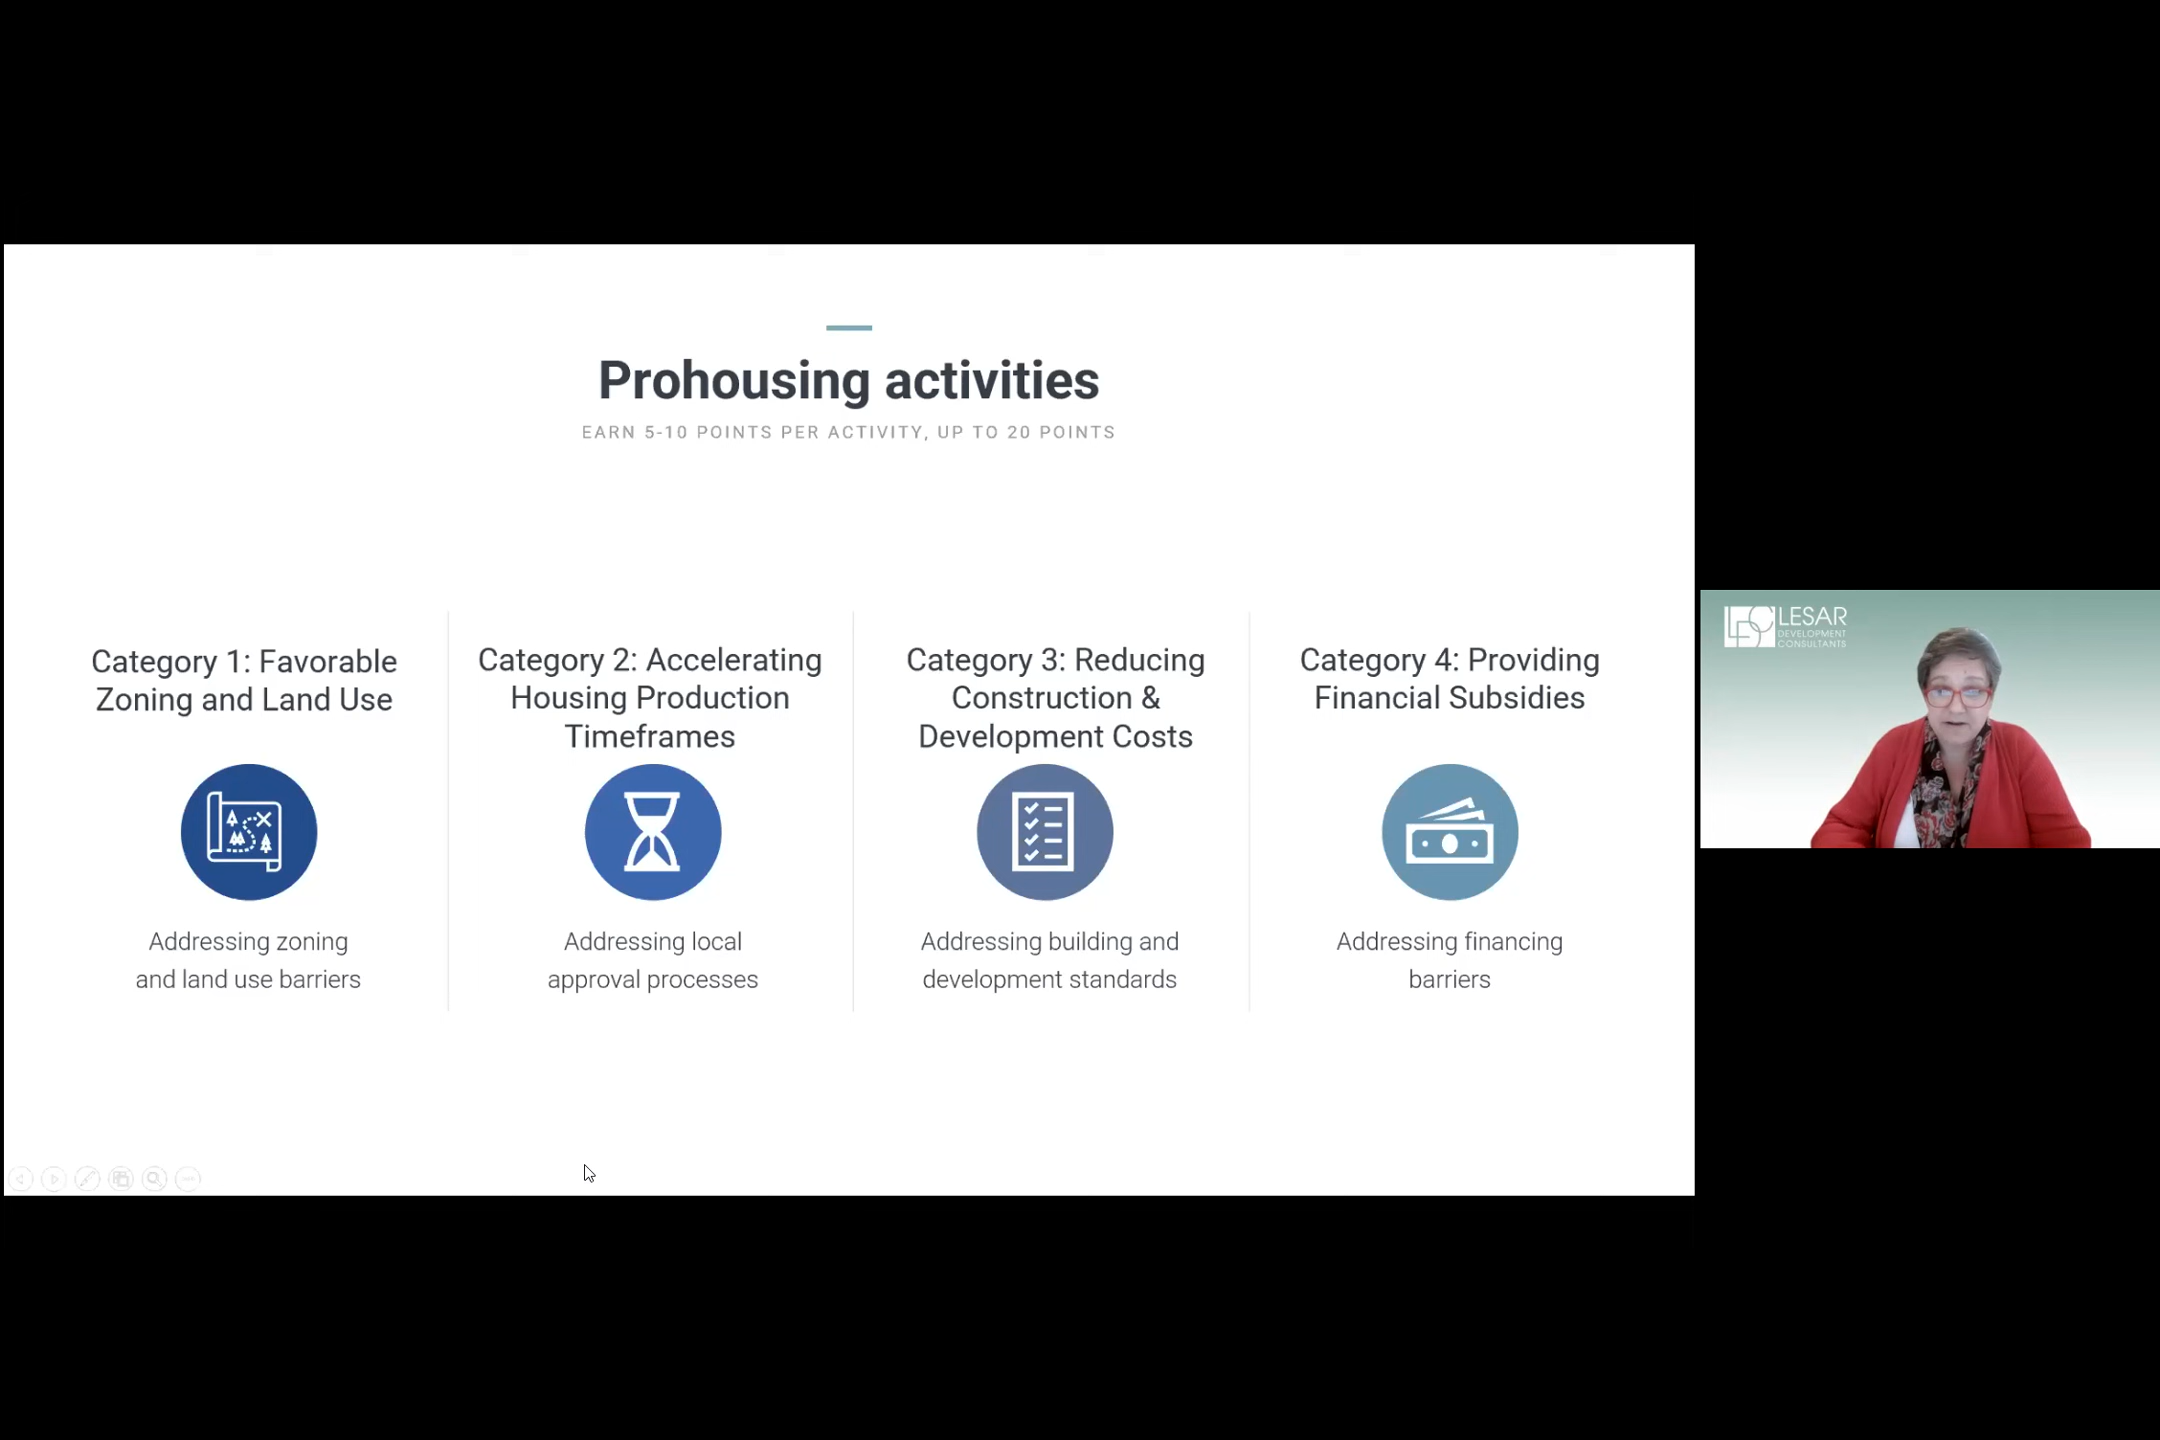 Prohousing activities
EARN 5-10 POINTS PER ACTIVITY, UP TO 20 POINTS
Category 1: Favorable
Zoning and Land Use
Addressing zoning
and land use barriers
Category 2: Accelerating
Housing Production
Timeframes
Addressing local
approval processes
Category 3: Reducing
Construction &
Development Costs
Addressing building and
development standards
Category 4: Providing
Financial Subsidies
Addressing financing
barriers
LDC
LESAR
DEVELOPMENT
CONSULTANTS